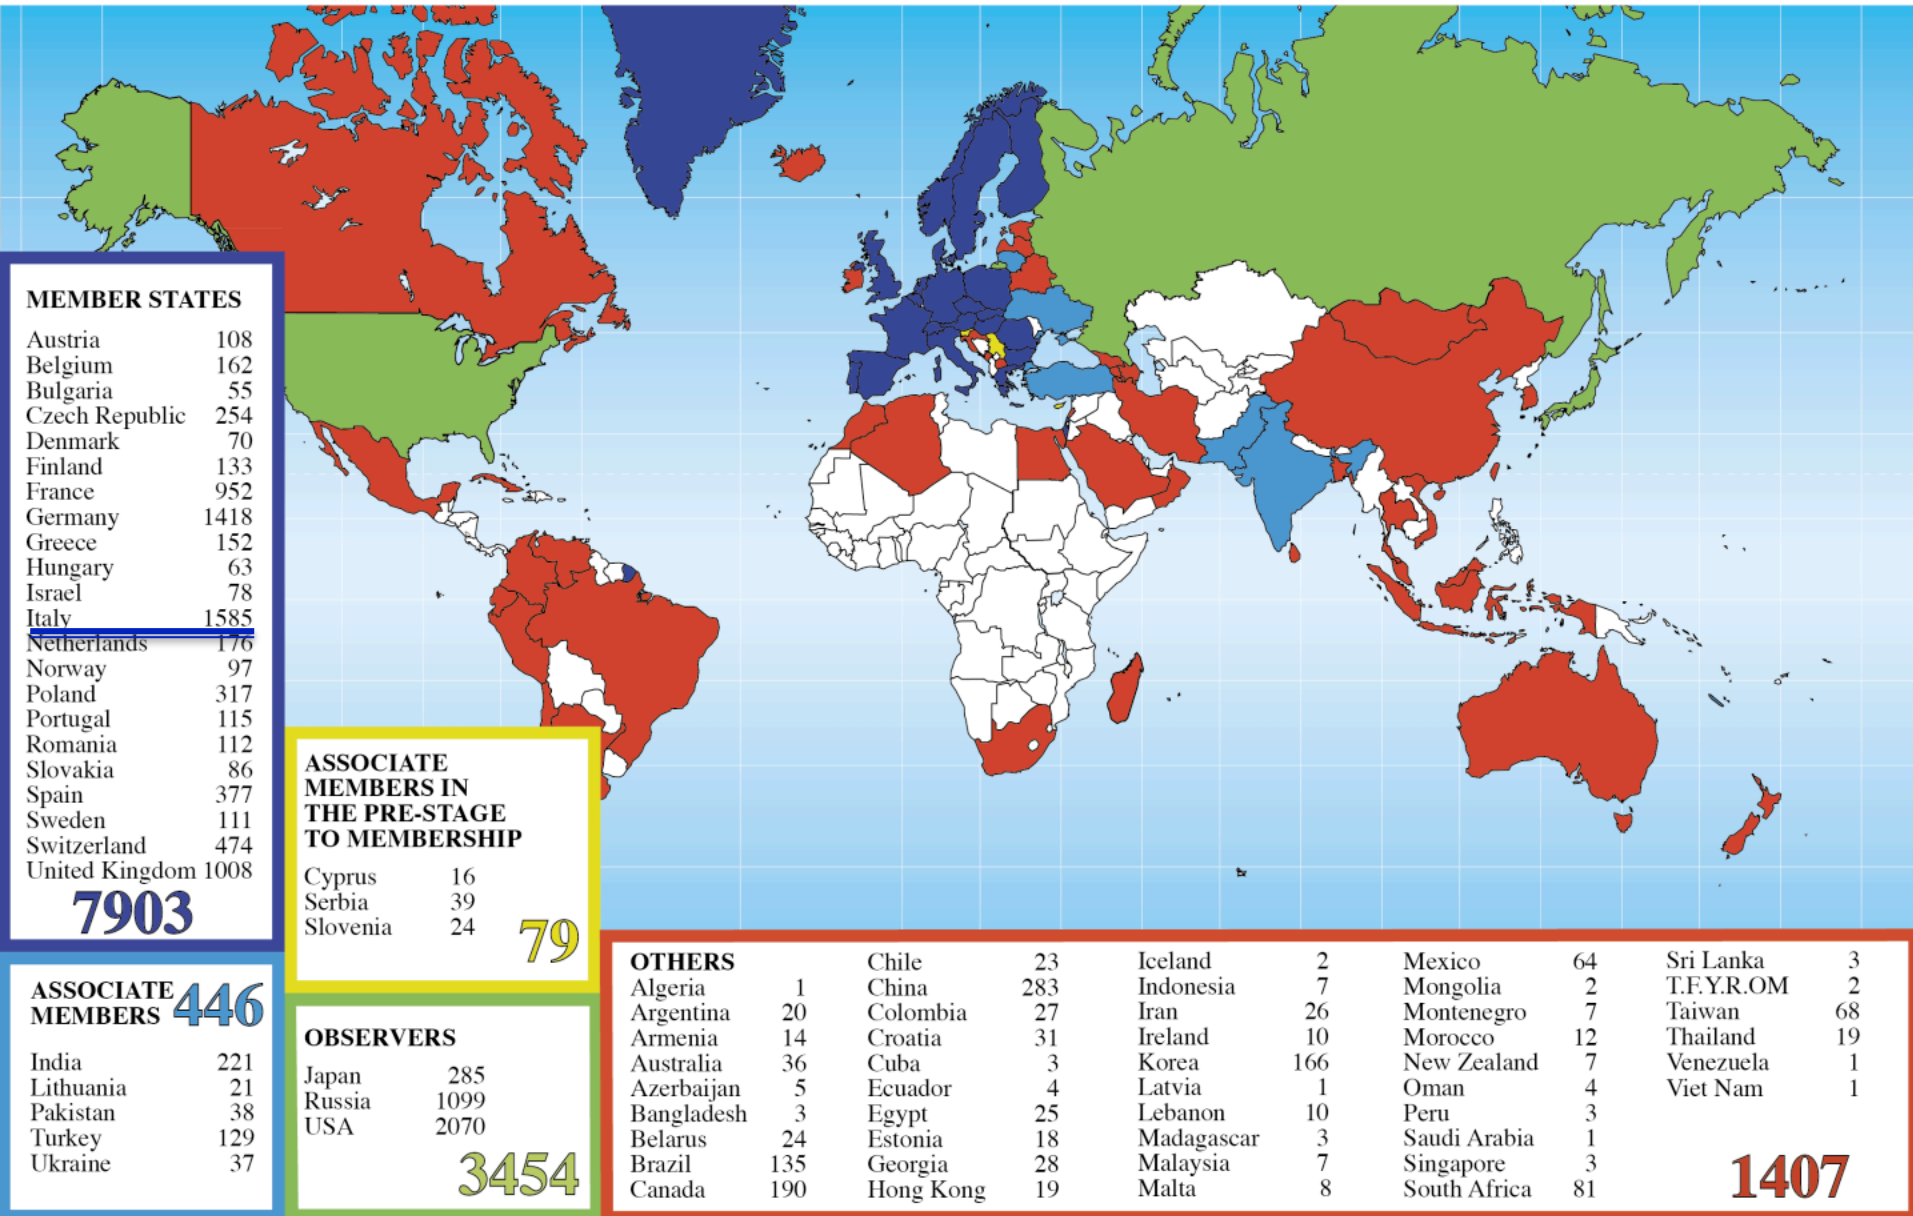 MEMBER STATES
Austria 108
Belgium 162
Bulgaria 55
Czech Republic 254
Denmark 70
Finland 133
France 952
Germany 1418
Greece 152
Hungary 63
Israel 78
Italy 1585
Netherlands 176
Norway 97
Poland 317
Portugal 115
Romania 112
Slovakia 86
Spain 377
Sweden 111
Switzerland 474
United Kingdom 1008
7903
ASSOCIATE 446
MEMBERS
India 221
Lithuania 21
Pakistan 38
Turkey 129
Ukraine 37
ASSOCIATE
MEMBERS IN
THE PRE-STAGE
TO MEMBERSHIP
Cyprus 16
Serbia 39
Slovenia 24
79
OBSERVERS
Japan 285
Russia 1099
USA 2070
3454
OTHERS
Algeria 1
Argentina 20
Armenia 14
Australia 36
Azerbaijan 5
Bangladesh 3
Belarus 24
Brazil 135
Canada 190
Chile 23
China 283
Colombia 27
Croatia 31
Cuba 3
Ecuador 4
Egypt 25
Estonia 18
Georgia 28
Hong Kong 19
Iceland 2
Indonesia 7
Iran 26
Ireland 10
Korea 166
Latvia 1
Lebanon 10
Madagascar 3
Malaysia 7
Malta 8
Mexico 64
Mongolia 2
Montenegro 7
Morocco 12
New Zealand 7
Oman 4
Peru 3
Saudi Arabia 1
Singapore 3
South Africa 81
Sri Lanka 3
T.F.Y.R.OM 2
Taiwan 68
Thailand 19
Venezuela 1
Viet Nam 1
1407